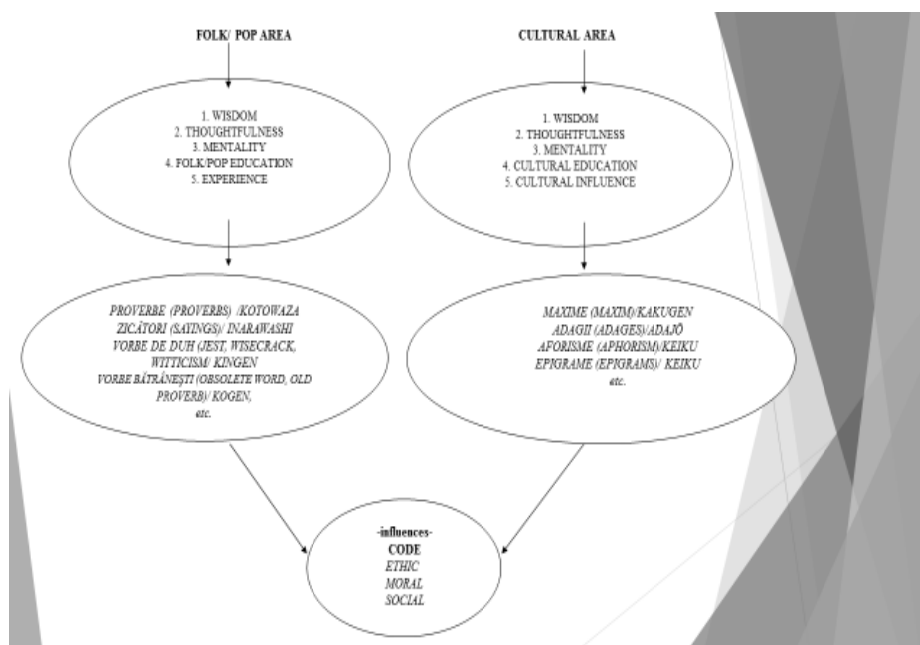 FOLK/ POP AREA
1. WISDOM
2. THOUGHTFULNESS
3. MENTALITY
4. FOLK/POP EDUCATION
5. EXPERIENCE
PROVERBE (PROVERBS) /KOTOWAZA
ZICĂTORI (SAYINGS)/ INARAWASHI
VORBE DE DUH (JEST, WISECRACK,
WITTICISM/ KINGEN
VORBE BĂTRÂNEŞTI (OBSOLETE WORD, OLD
PROVERB)/ KOGEN,
etc.
CULTURAL AREA
1. WISDOM
2. THOUGHTFULNESS
3. MENTALITY
4. CULTURAL EDUCATION
5. CULTURAL INFLUENCE
MAXIME (MAXIM)/KAKUGEN
ADAGII (ADAGES)/ADAJŌ
AFORISME (APHORISM)/KEIKU
EPIGRAME (EPIGRAMS)/ KEIKU
etc.
-influences-
CODE
ETHIC
MORAL
SOCIAL